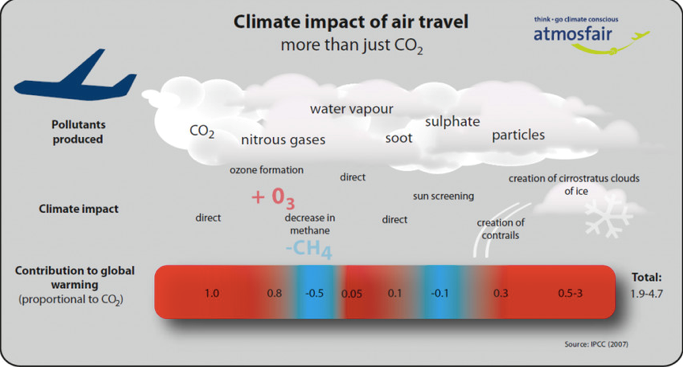 Climate impact of air travel
more than just CO₂
think · go climate conscious
atmosfair
Pollutants
produced
CO₂
nitrous gases
water vapour
soot
sulphate
particles
Climate impact
direct
ozone formation
+ O₃
decrease in
methane
-CH₄
direct
direct
sun screening
creation of
contrails
creation of cirrostratus clouds
of ice
Contribution to global
warming
(proportional to CO₂)
1.0
0.8
-0.5
0.05
0.1
-0.1
0.3
0.5-3
Total:
1.9-4.7
Source: IPCC (2007)